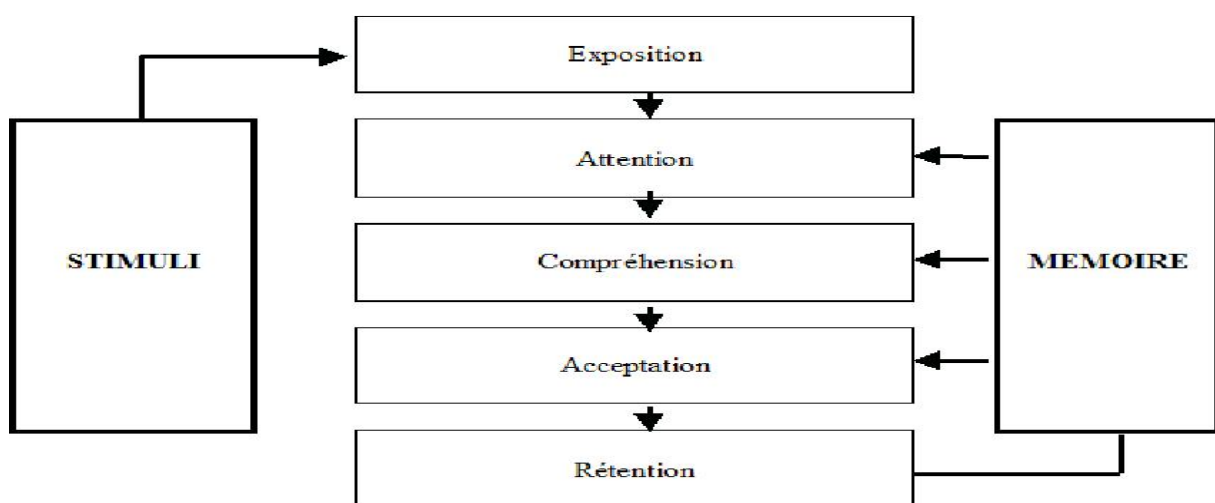 Exposition
Attention
STIMULI
Compréhension
MEMOIRE
Acceptation
Rétention